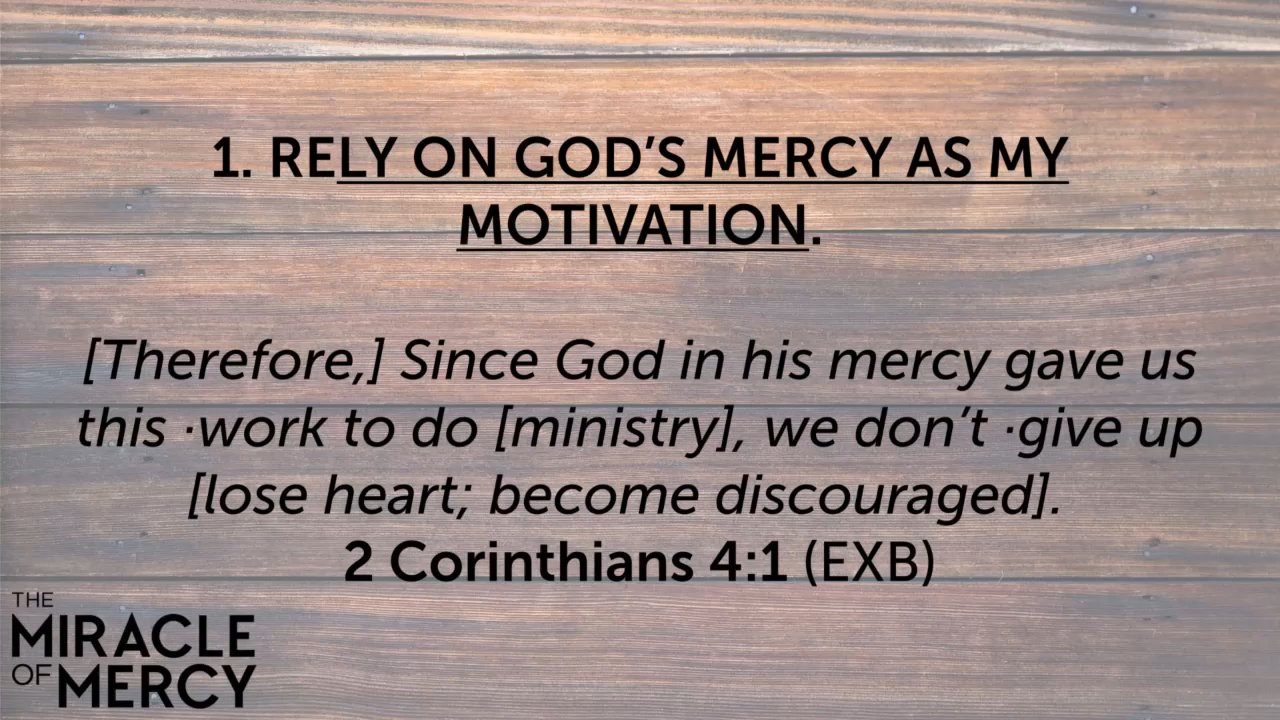 1. RELY ON GOD’S MERCY AS MY
MOTIVATION.
[Therefore,] Since God in his mercy gave us
this ·work to do [ministry], we don’t ·give up
[lose heart; become discouraged].
2 Corinthians 4:1 (EXB)
THE
MIRACLE
OF MERCY